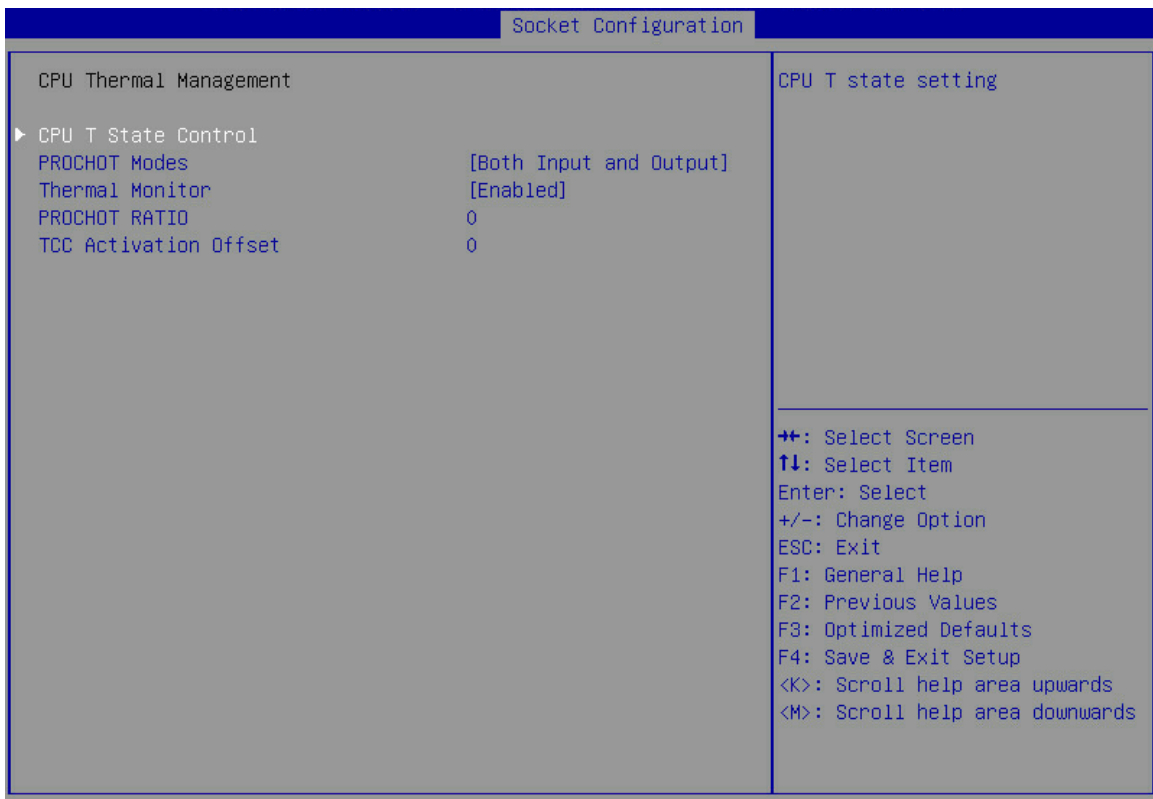 Socket Configuration
CPU Thermal Management
▶ CPU T State Control
PROCHOT Modes [Both Input and Output]
Thermal Monitor [Enabled]
PROCHOT RATIO 0
TCC Activation Offset 0
CPU T state setting
→←: Select Screen
↑↓: Select Item
Enter: Select
+/-: Change Option
ESC: Exit
F1: General Help
F2: Previous Values
F3: Optimized Defaults
F4: Save & Exit Setup
<K>: Scroll help area upwards
<M>: Scroll help area downwards